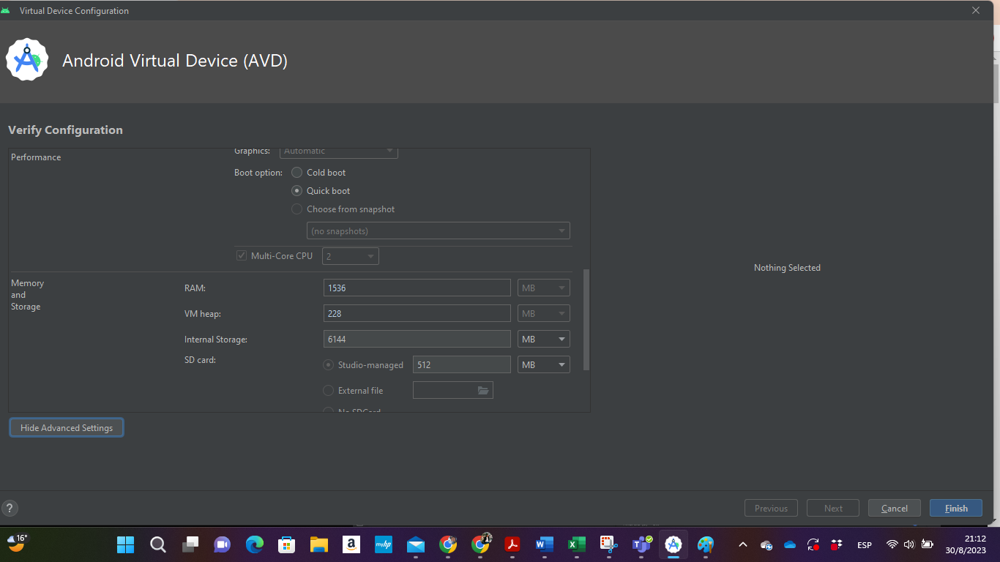 Virtual Device Configuration
Android Virtual Device (AVD)
Verify Configuration
Performance
Graphics: Automatic
Boot option: Cold boot
Quick boot
Choose from snapshot
(no snapshots)
Multi-Core CPU 2
Memory
and
Storage
RAM: 1536 MB
VM heap: 228 MB
Internal Storage: 6144 MB
SD card:
Studio-managed 512 MB
External file
No SDCard
Nothing Selected
Hide Advanced Settings
?
Previous Next Cancel Finish
16°
a
myhp
W
X
T
ESP
21:12
30/8/2023